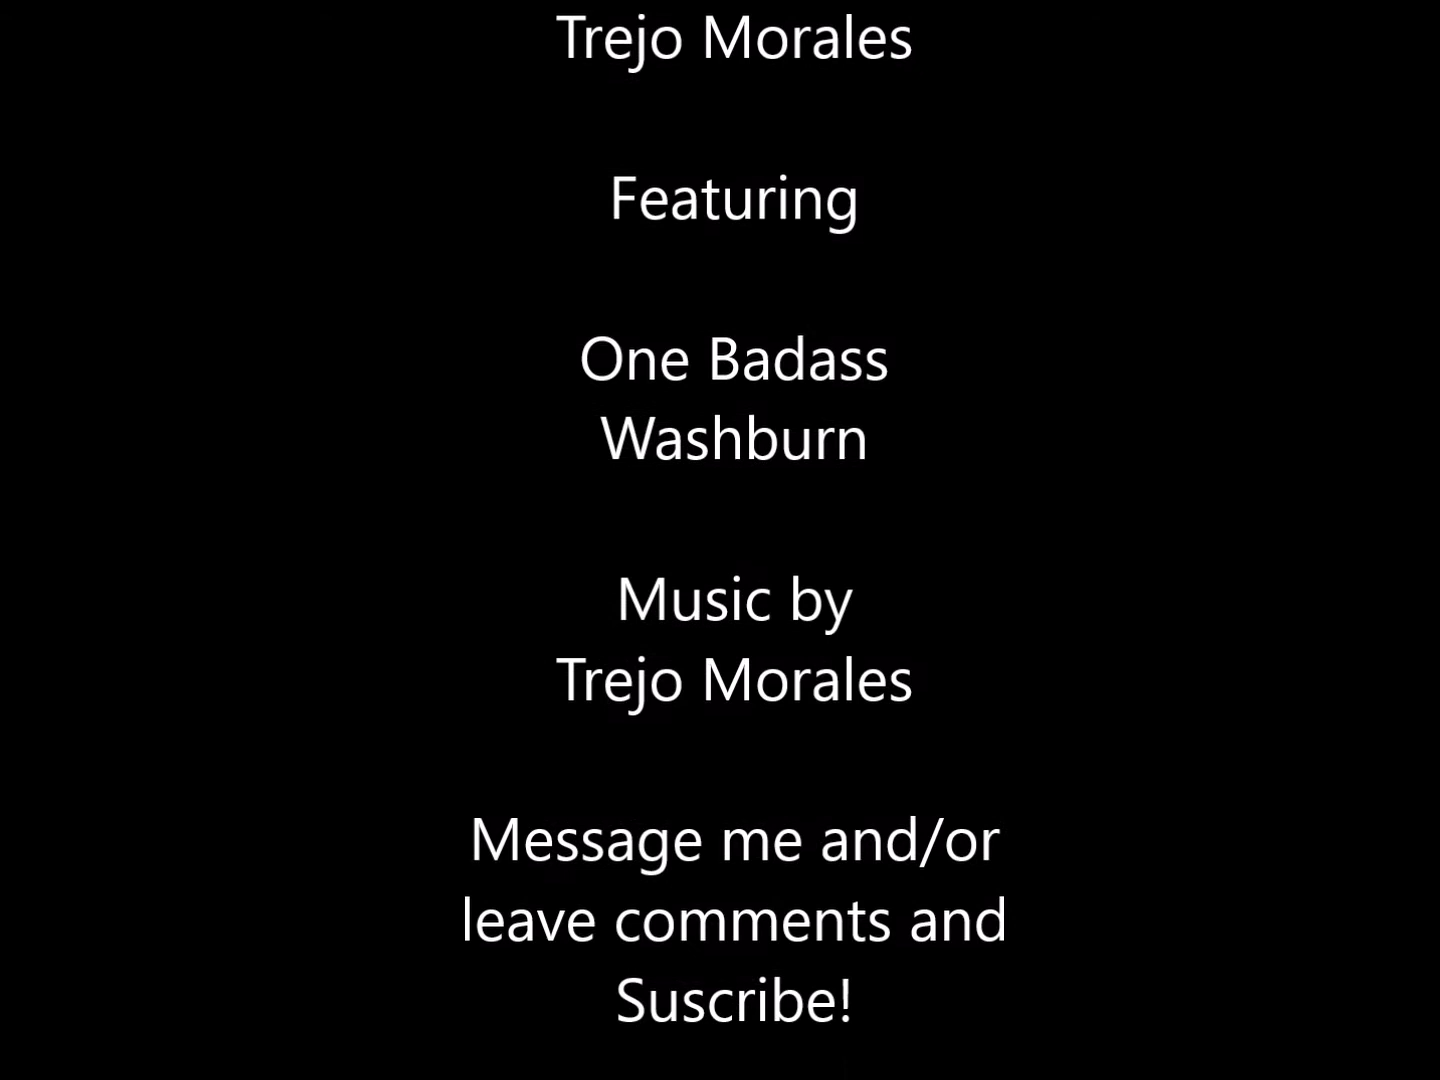 Trejo Morales
Featuring
One Badass
Washburn
Music by
Trejo Morales
Message me and/or
leave comments and
Suscribe!